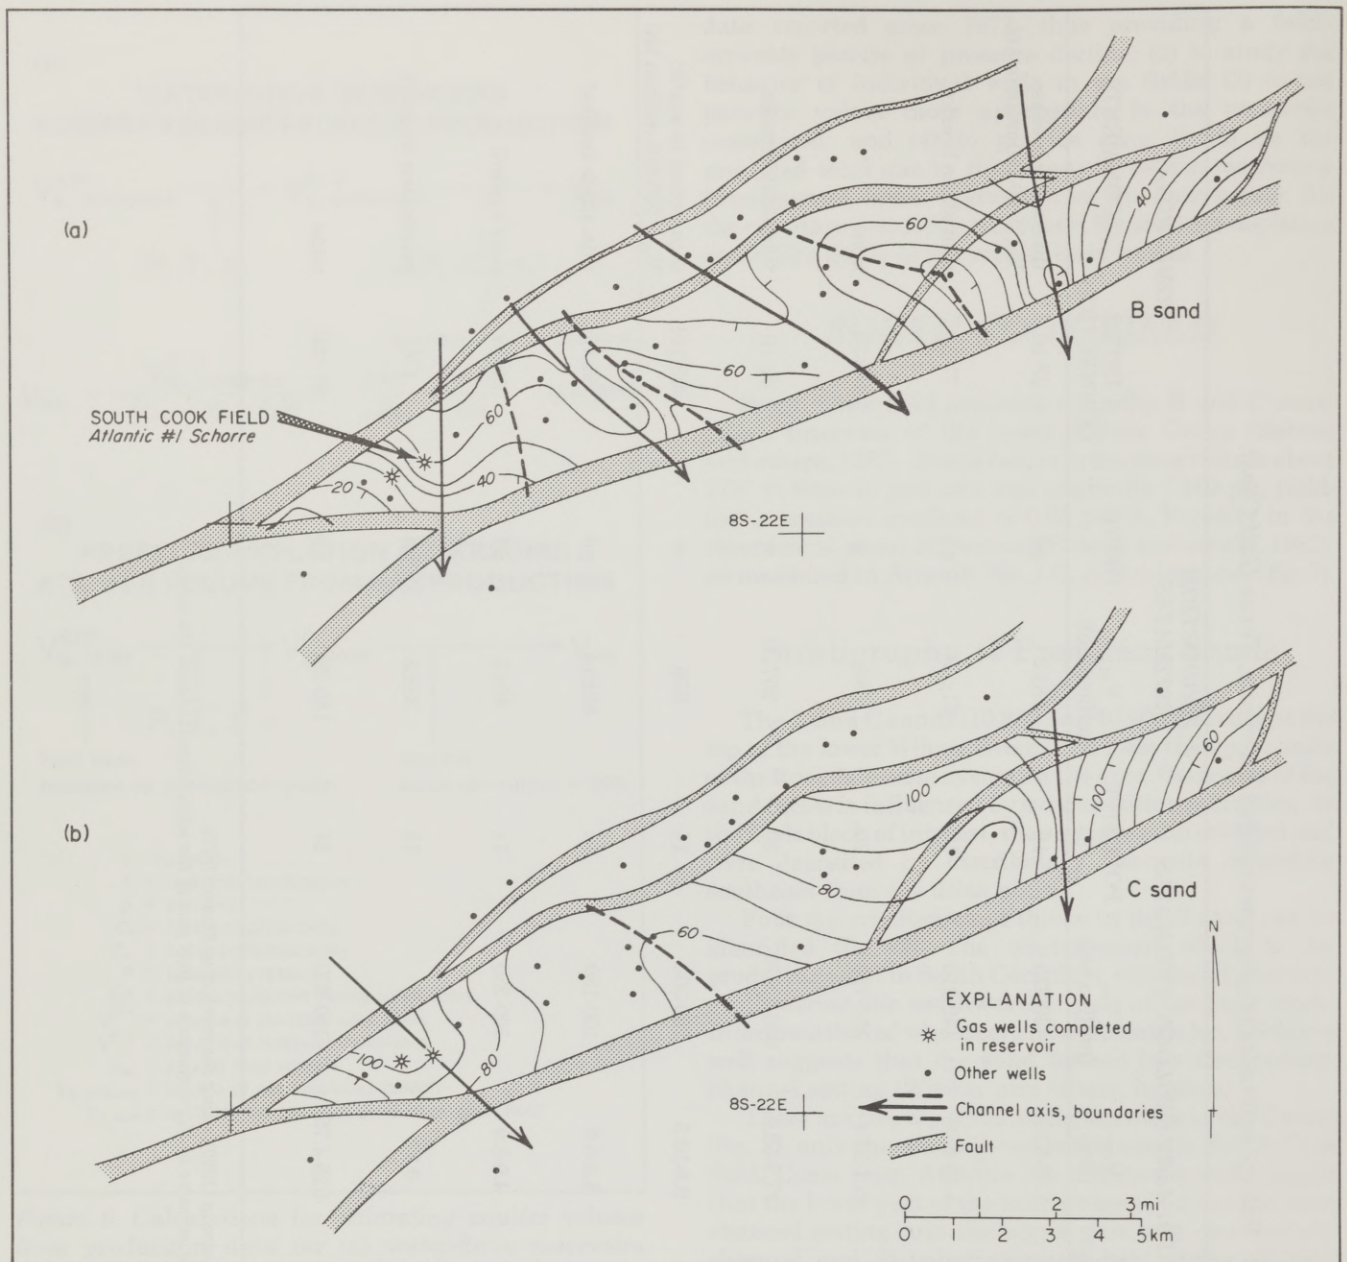 (a)
40
60
B sand
60
SOUTH COOK FIELD
Atlantic #1 Schorre
60
40
20
8S-22E
(b)
60
100
100
80
C sand
60
N
100
80
EXPLANATION
Gas wells completed
in reservoir
Other wells
8S-22E
Channel axis, boundaries
Fault
0 1 2 3 mi
0 1 2 3 4 5 km